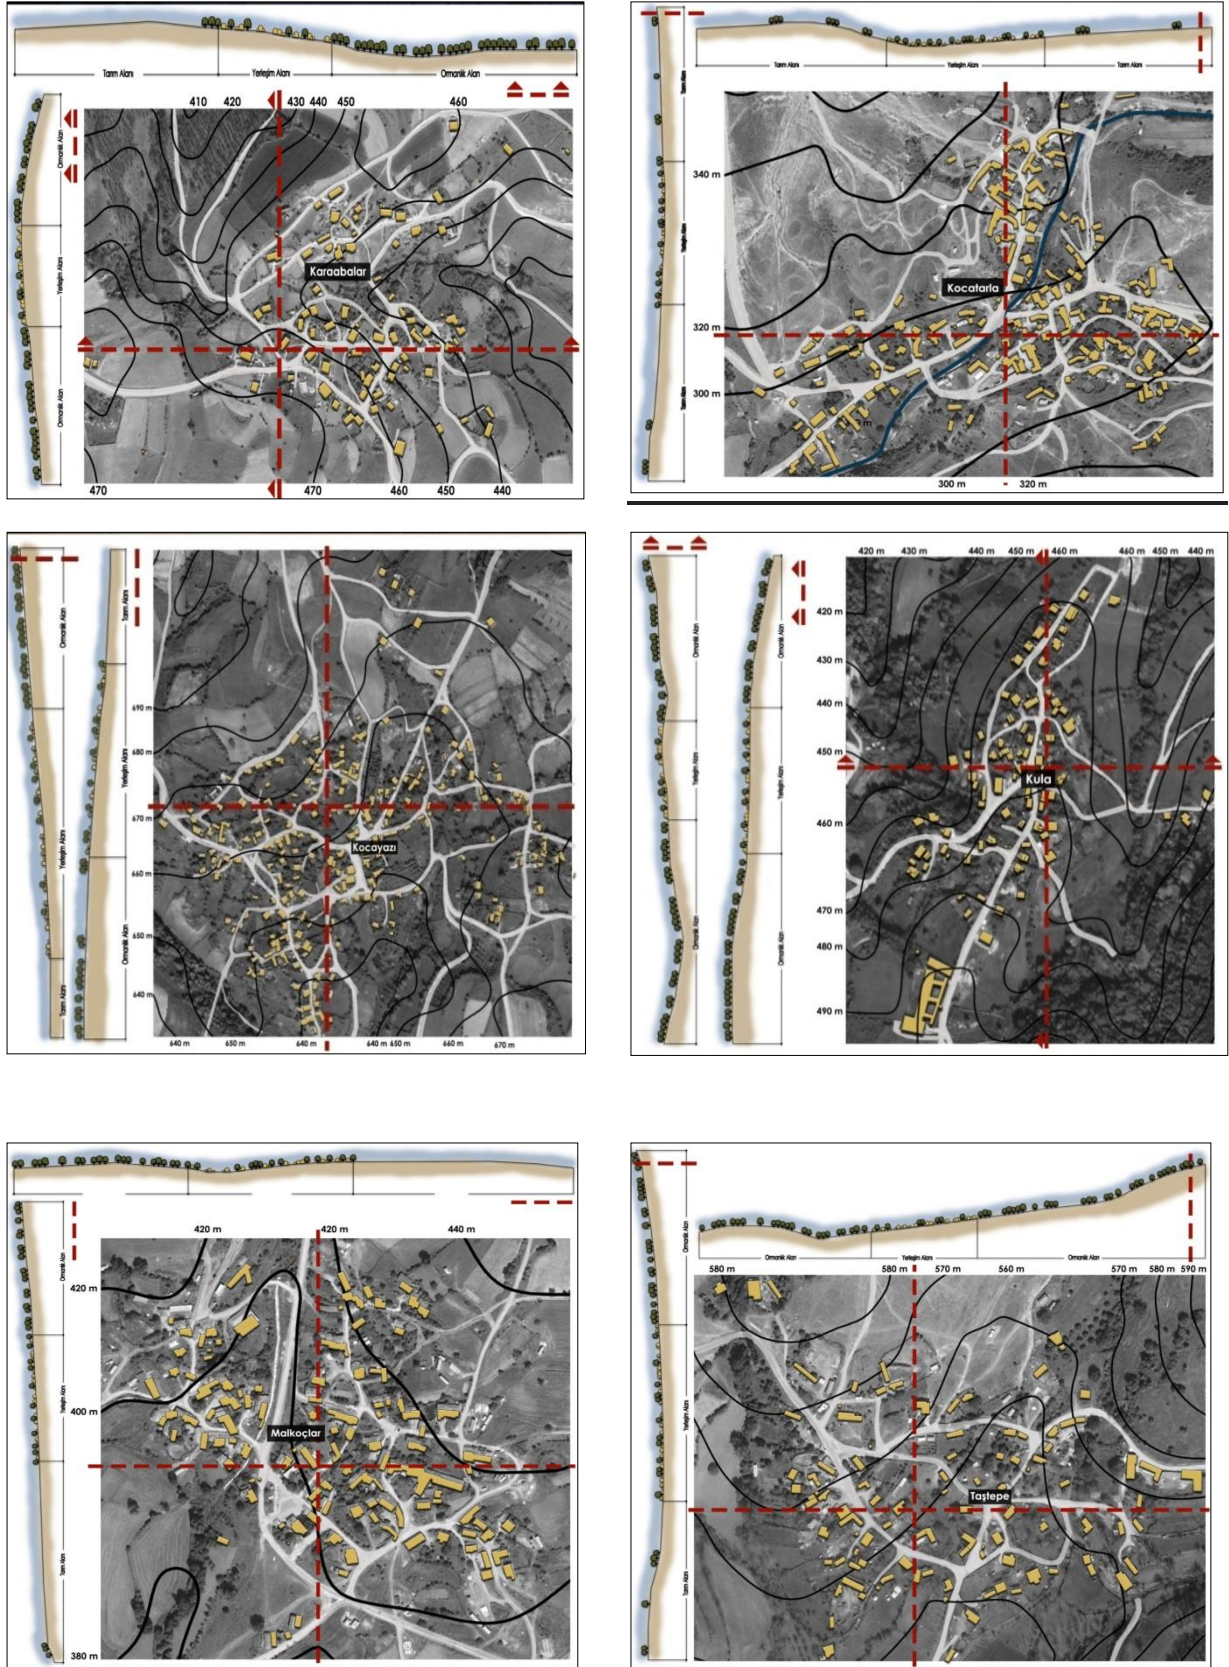 Tarım Alanı Yerleşim Alanı Ormanlık Alan
410 420 430 440 450 460
Ormanlık Alan
Yerleşim Alanı
Ormanlık Alan
Karaabalar
470 470 460 450 440
Tarım Alanı Yerleşim Alanı Tarım Alanı
Tarım Alanı
Yerleşim Alanı
Tarım Alanı
340 m
Kocatarla
320 m
300 m
300 m 320 m
Ormanlık Alan
Yerleşim Alanı
Tarım Alanı
Tarım Alanı
Yerleşim Alanı
Ormanlık Alan
690 m
680 m
670 m
Kocayazı
660 m
650 m
640 m
640 m 650 m 640 m 640 m 650 m 660 m 670 m
Ormanlık Alan
Yerleşim Alanı
Ormanlık Alan
Ormanlık Alan
Yerleşim Alanı
Ormanlık Alan
420 m 430 m 440 m 450 m 460 m 460 m 450 m 440 m
420 m
430 m
440 m
450 m
Kula
460 m
470 m
480 m
490 m
Ormanlık Alan
Yerleşim Alanı
Tarım Alanı
420 m 420 m 440 m
420 m
400 m
Malkoçlar
380 m
Ormanlık Alan
Yerleşim Alanı
Tarım Alanı
Ormanlık Alan Yerleşim Alanı Ormanlık Alan
580 m 580 m 570 m 560 m 570 m 580 m 590 m
Taştepe